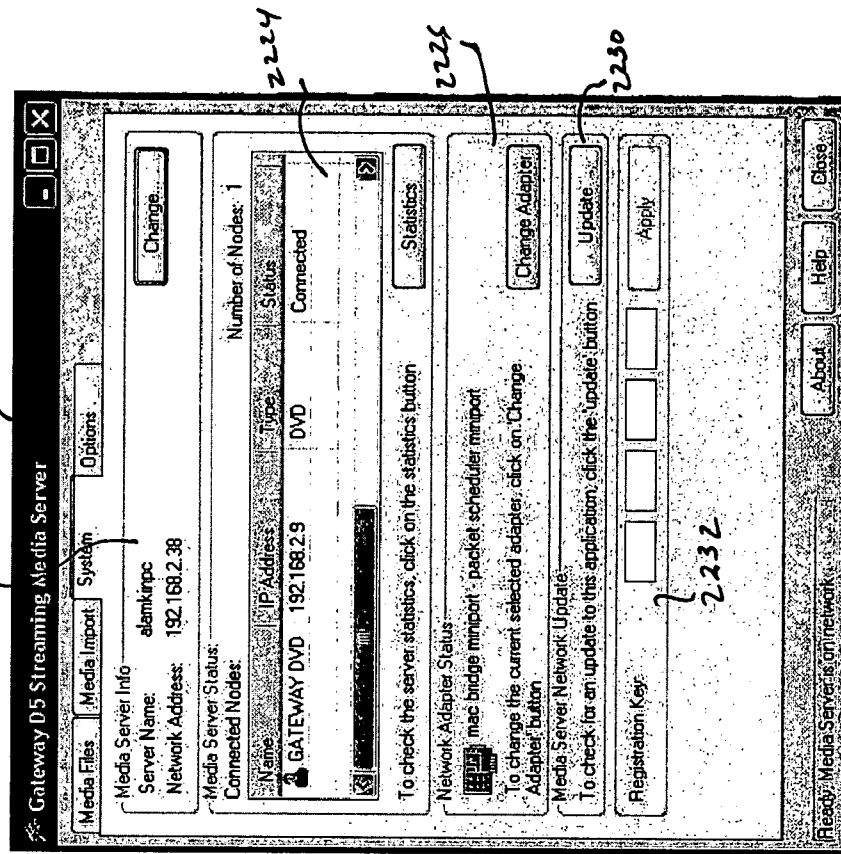 Gateway D5 Streaming Media Server
Media Files Media Import System Options
Media Server Info
Server Name: alamkinpc
Network Address: 192.168.2.38
Change
Media Server Status:
Connected Nodes: Number of Nodes: 1
Name IP Address Type Status
GATEWAY DVD 192.168.2.9 DVD Connected
2224
To check the server statistics, click on the statistics button
Statistics
Network Adapter Status
mac bridge miniport - packet scheduler miniport
2226
To change the current selected adapter, click on 'Change
Adapter' button
Change Adapter
Media Server Network Update
To check for an update to this application, click the 'update' button
Update
2230
Registration Key:
Apply
2232
Ready: Media Server is on network
About Help Close